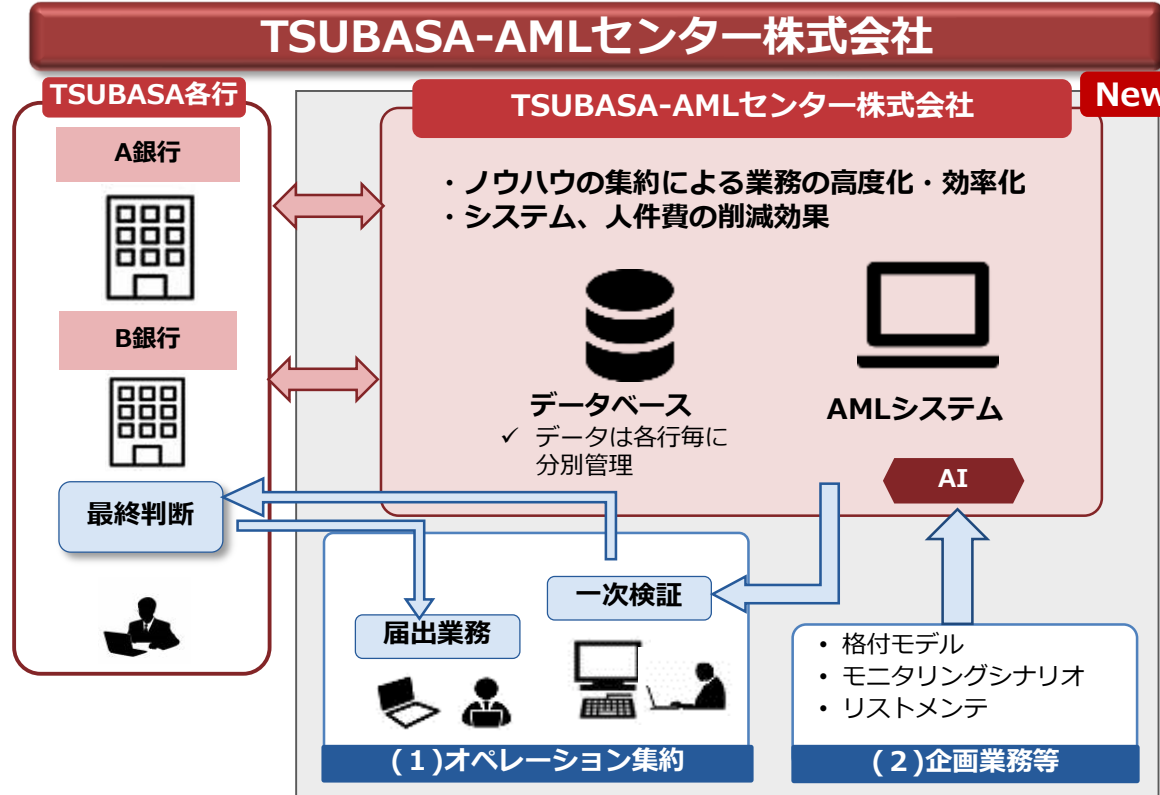 TSUBASA-AMLセンター株式会社
TSUBASA各行
A銀行
B銀行
最終判断
TSUBASA-AMLセンター株式会社
New
・ノウハウの集約による業務の高度化・効率化
・システム、人件費の削減効果
データベース
✓ データは各行毎に
分別管理
AMLシステム
AI
一次検証
届出業務
(１)オペレーション集約
• 格付モデル
• モニタリングシナリオ
• リストメンテ
(２)企画業務等